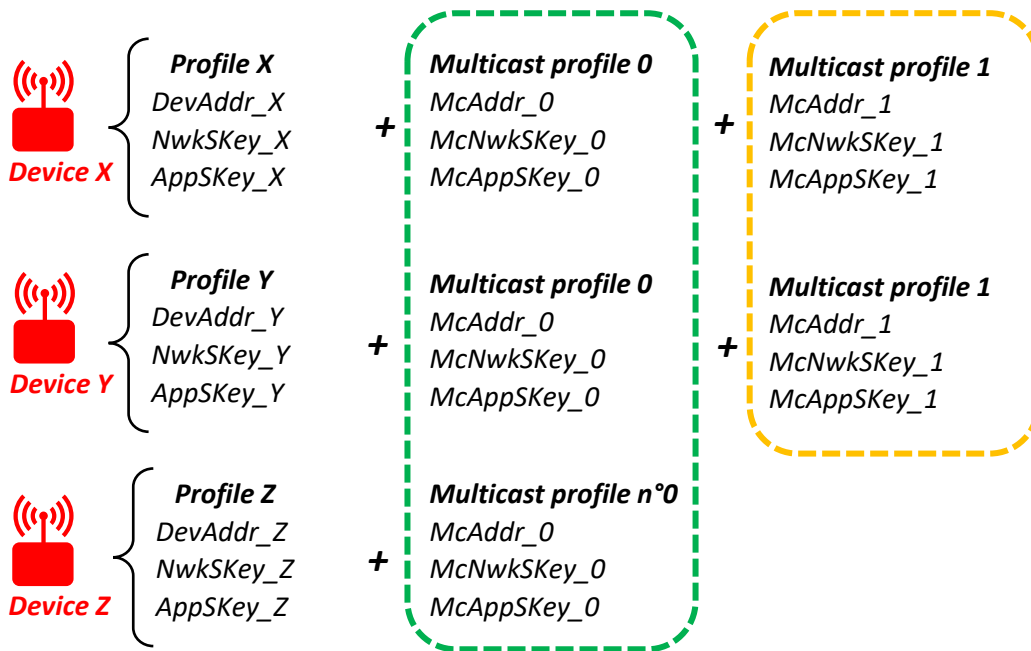 Profile X
DevAddr_X
NwkSKey_X
AppSKey_X
Device X
+
Multicast profile 0
McAddr_0
McNwkSKey_0
McAppSKey_0
+
Multicast profile 1
McAddr_1
McNwkSKey_1
McAppSKey_1
Profile Y
DevAddr_Y
NwkSKey_Y
AppSKey_Y
Device Y
+
Multicast profile 0
McAddr_0
McNwkSKey_0
McAppSKey_0
+
Multicast profile 1
McAddr_1
McNwkSKey_1
McAppSKey_1
Profile Z
DevAddr_Z
NwkSKey_Z
AppSKey_Z
Device Z
+
Multicast profile n°0
McAddr_0
McNwkSKey_0
McAppSKey_0